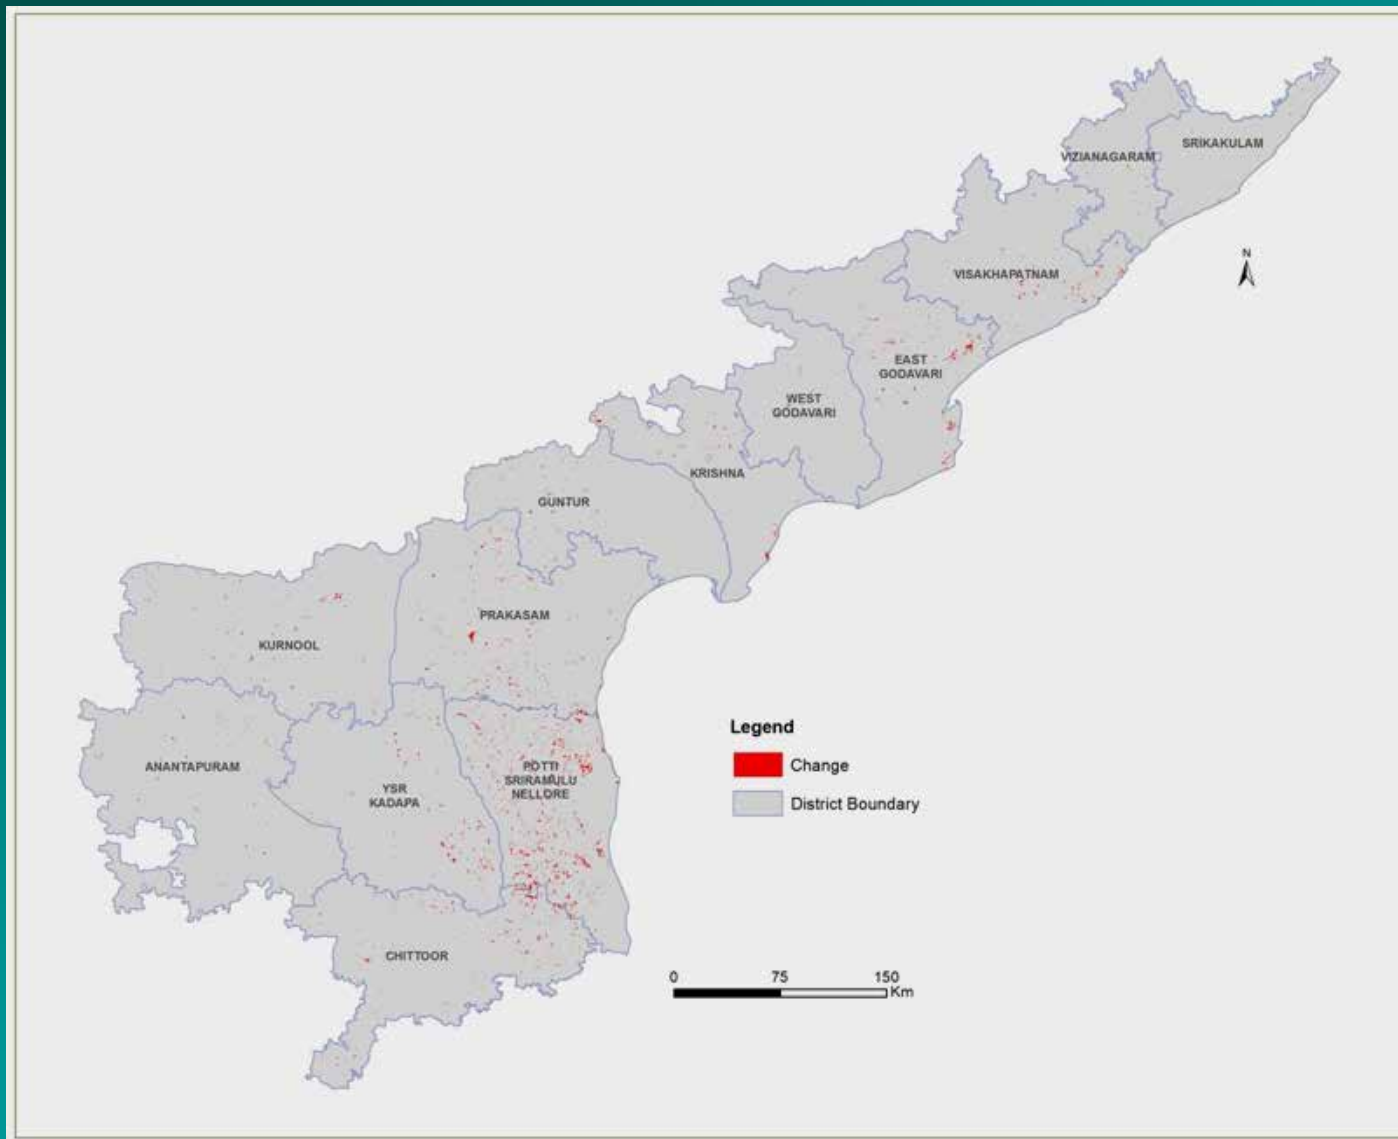 SRIKAKULAM
VIZIANAGARAM
N
VISAKHAPATNAM
EAST
GODAVARI
WEST
GODAVARI
KRISHNA
GUNTUR
PRAKASAM
KURNOOL
Legend
Change
District Boundary
ANANTAPURAM
YSR
KADAPA
POTTI
SRIRAMULU
NELLORE
CHITTOOR
0 75 150
Km